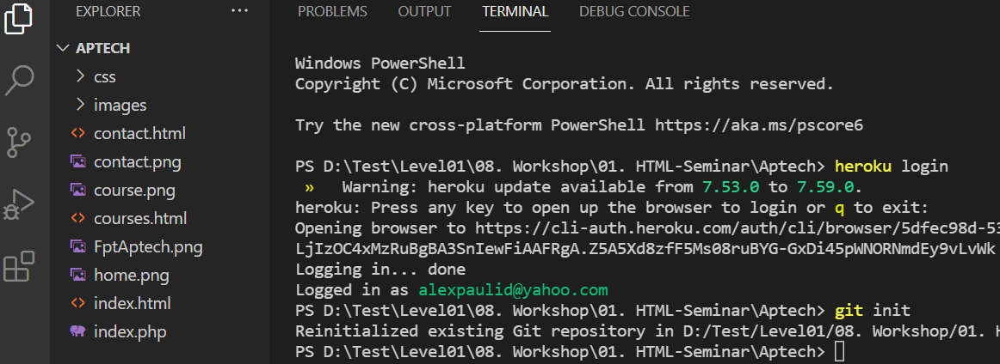 EXPLORER
APTECH
css
images
contact.html
contact.png
course.png
courses.html
FptAptech.png
home.png
index.html
index.php
PROBLEMS OUTPUT TERMINAL DEBUG CONSOLE
Windows PowerShell
Copyright (C) Microsoft Corporation. All rights reserved.
Try the new cross-platform PowerShell https://aka.ms/pscore6
PS D:\Test\Level01\08. Workshop\01. HTML-Seminar\Aptech> heroku login
» Warning: heroku update available from 7.53.0 to 7.59.0.
heroku: Press any key to open up the browser to login or q to exit:
Opening browser to https://cli-auth.heroku.com/auth/cli/browser/5dfec98d-53
LjIzOC4xMzRuBgBA3SnIewFiAAFRgA.Z5A5Xd8zfF5Ms08ruBYG-GxDi45pWNORNmdEy9vLvWk
Logging in... done
Logged in as alexpaulid@yahoo.com
PS D:\Test\Level01\08. Workshop\01. HTML-Seminar\Aptech> git init
Reinitialized existing Git repository in D:/Test/Level01/08. Workshop/01. H
PS D:\Test\Level01\08. Workshop\01. HTML-Seminar\Aptech>